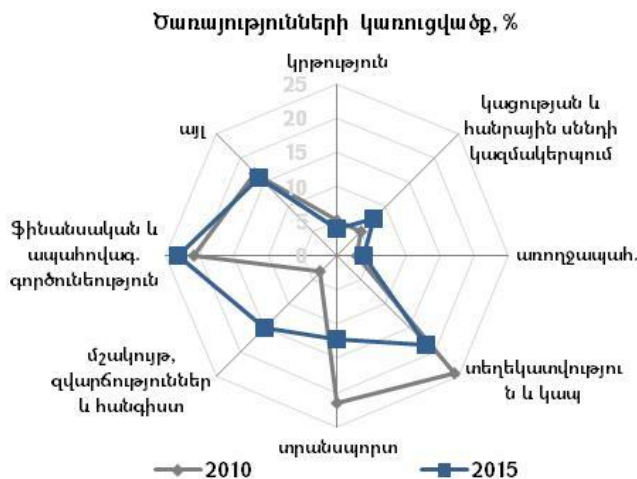 Ծառայությունների կառուցվածք, %
կրթություն
25
20
15
10
5
0
կացության և
հանրային սննդի
կազմակերպում
առողջապահ.
տեղեկատվությու
ն և կապ
տրանսպորտ
մշակույթ,
զվարճություններ
և հանգիստ
ֆինանսական և
ապահովագ.
գործունեություն
այլ
2010
2015